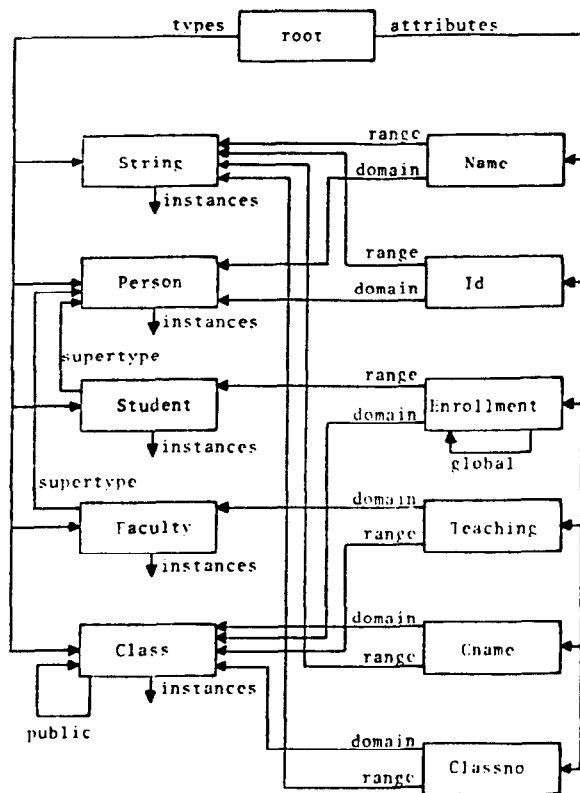 types root attributes
range
String Name
domain
instances
range
Person Id
domain
instances
supertype
range
Student Enrollment
domain
instances
global
supertype
domain
Faculty Teaching
range
instances
domain
Class Cname
range
instances
public
domain
Classno
range